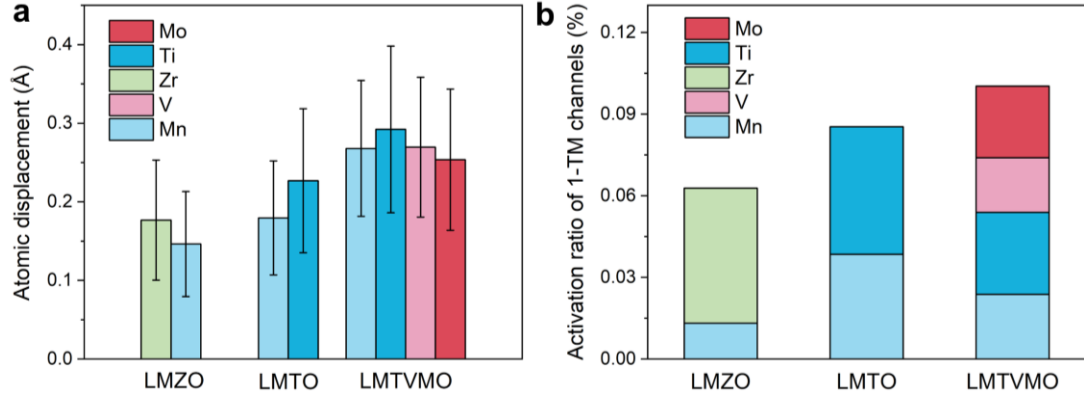 a
Atomic displacement (Å)
0.4
0.3
0.2
0.1
0.0
Mo
Ti
Zr
V
Mn
LMZO
LMTO
LMTVMO
b
Activation ratio of 1-TM channels (%)
0.12
0.09
0.06
0.03
0.00
Mo
Ti
Zr
V
Mn
LMZO
LMTO
LMTVMO